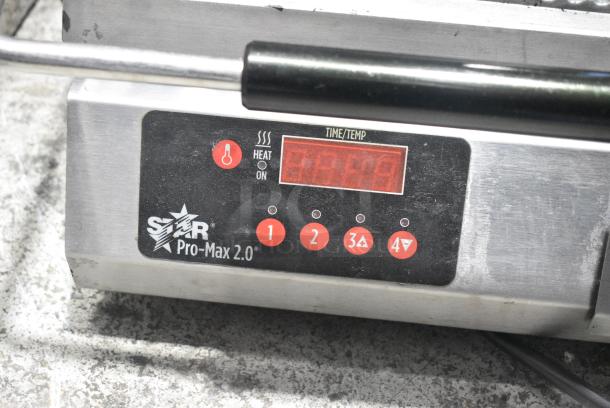 TIME/TEMP
HEAT
ON
1 2 3 4
STAR®
Pro-Max 2.0®